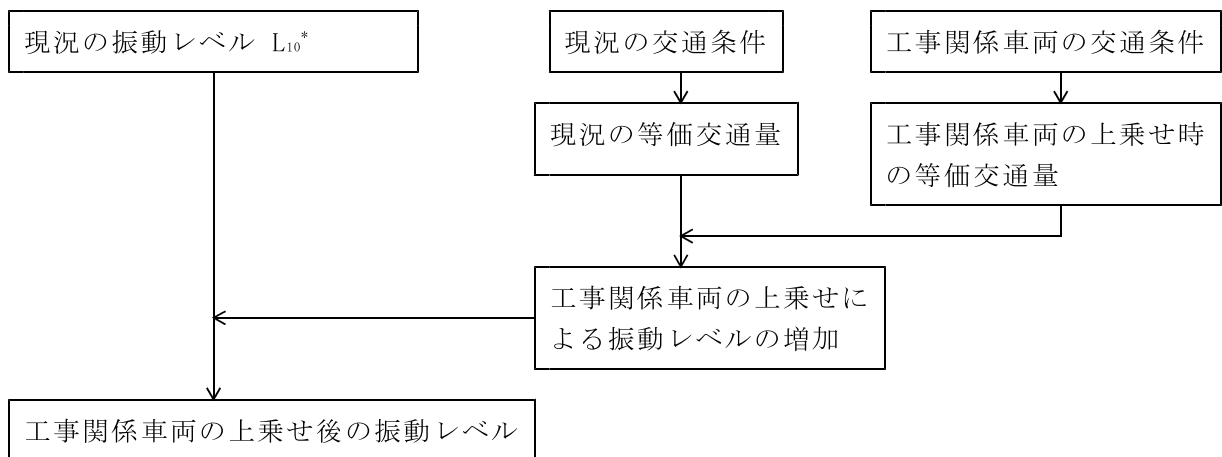 現況の振動レベル L₁₀*
現況の交通条件
工事関係車両の交通条件
現況の等価交通量
工事関係車両の上乗せ時
の等価交通量
工事関係車両の上乗せに
よる振動レベルの増加
工事関係車両の上乗せ後の振動レベル